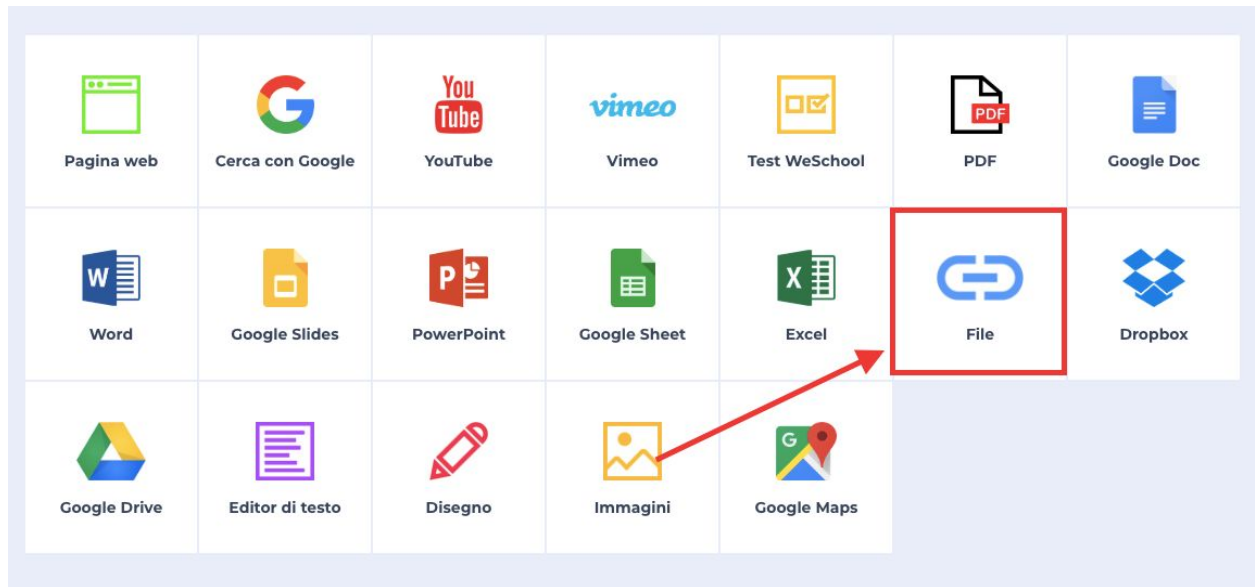 You
Tube
vimeo
PDF
Pagina web
Cerca con Google
YouTube
Vimeo
Test WeSchool
PDF
Google Doc
W
P
X
Word
Google Slides
PowerPoint
Google Sheet
Excel
File
Dropbox
G
Google Drive
Editor di testo
Disegno
Immagini
Google Maps